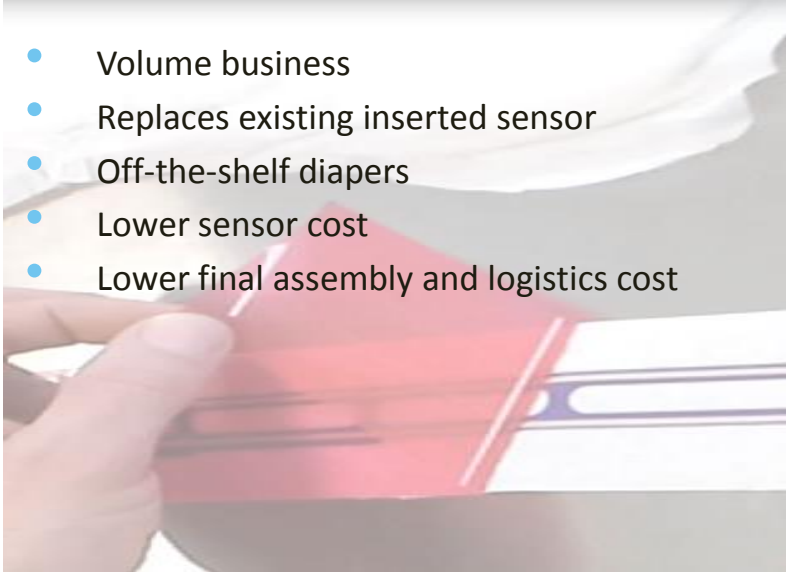 Volume business
Replaces existing inserted sensor
Off-the-shelf diapers
Lower sensor cost
Lower final assembly and logistics cost